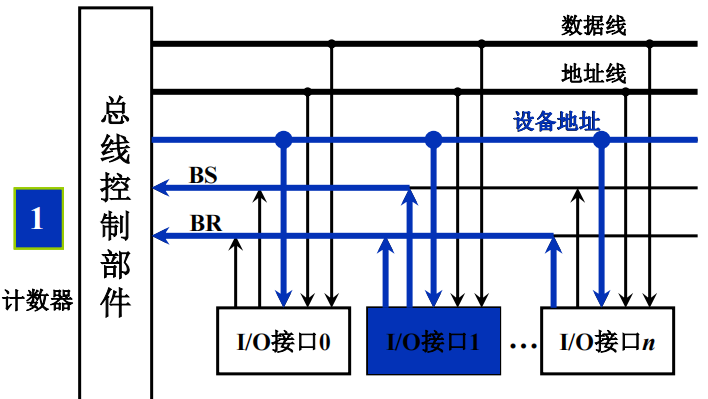 数据线
地址线
设备地址
BS
BR
总线控制部件
1
计数器
I/O接口0
I/O接口1
…
I/O接口n